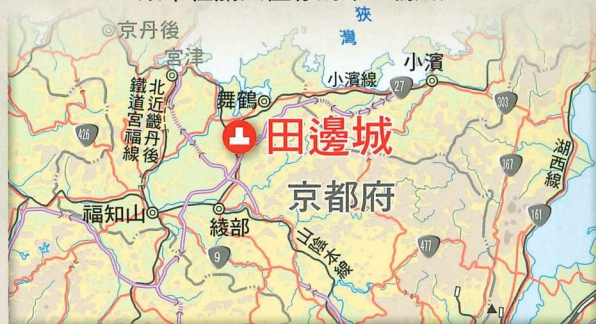 狹
灣
◎京丹後
宮津
小濱
小濱線
27
303
北近畿丹後
鐵道宮福線
舞鶴
426
田邊城
湖西線
367
京都府
福知山
綾部
161
山陰本線
9
477